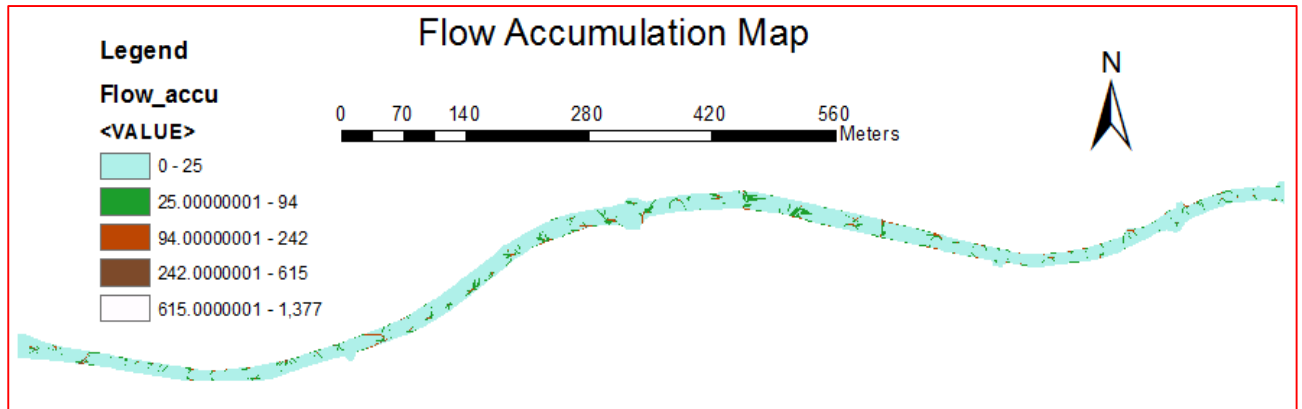 Flow Accumulation Map
Legend
Flow_accu
<VALUE>
0 - 25
25.00000001 - 94
94.00000001 - 242
242.0000001 - 615
615.0000001 - 1,377
0 70 140 280 420 560
Meters
N